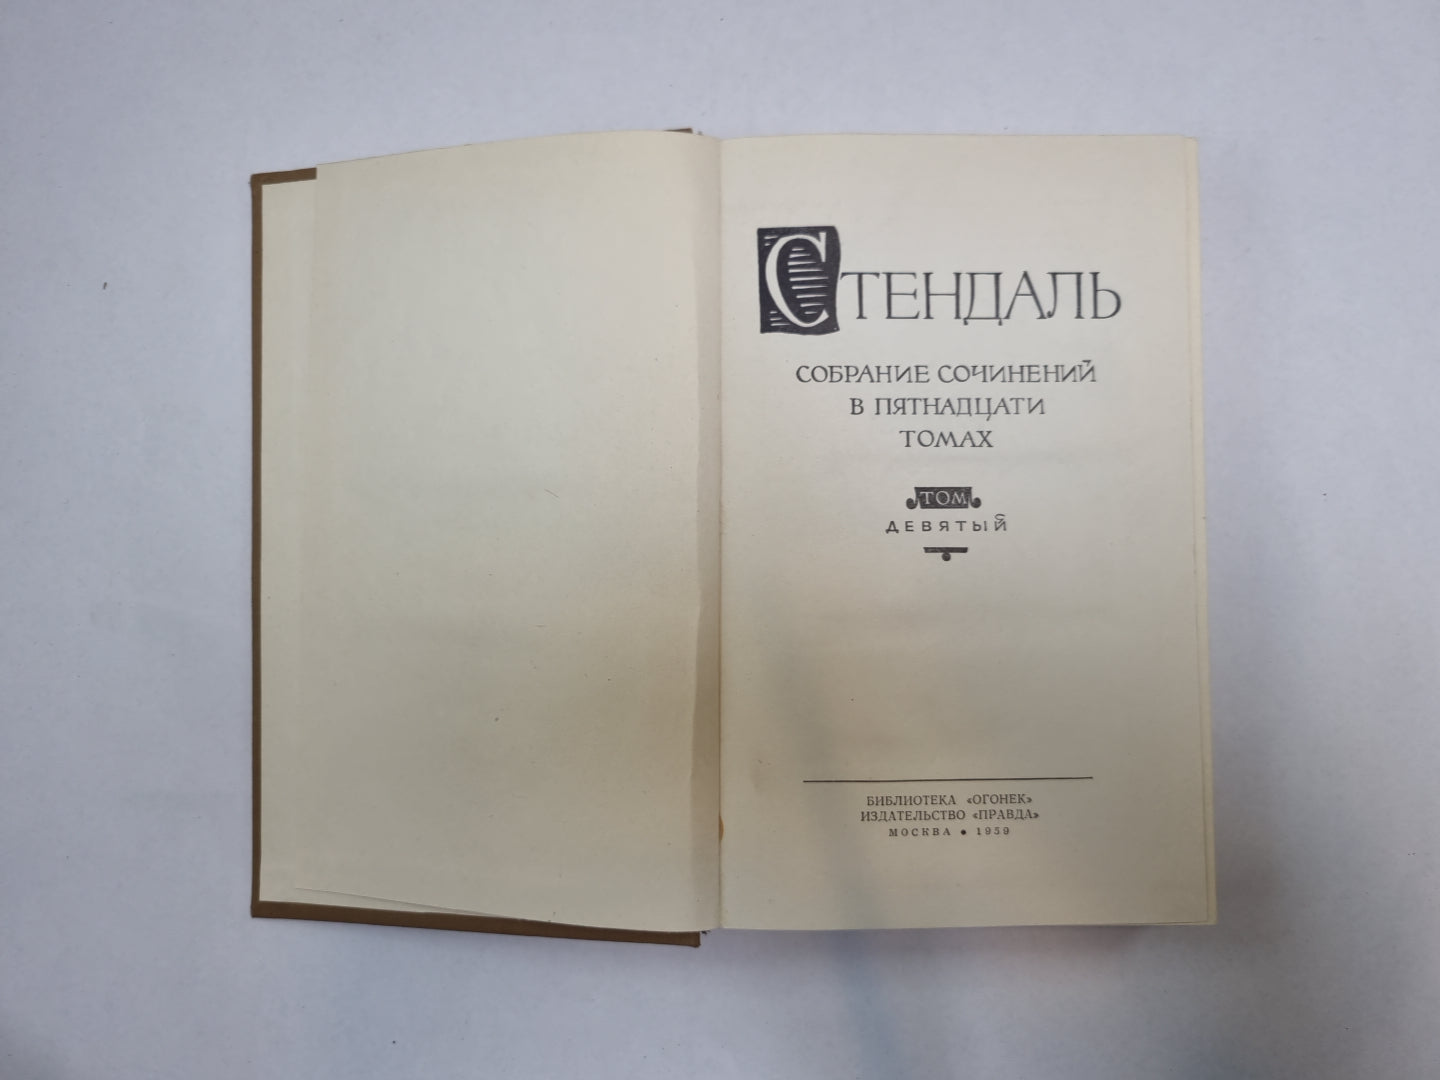 СТЕНДАЛЬ
СОБРАНИЕ СОЧИНЕНИЙ
В ПЯТНАДЦАТИ
ТОМАХ
ТОМ
ДЕВЯТЫЙ
БИБЛИОТЕКА «ОГОНЕК»
ИЗДАТЕЛЬСТВО «ПРАВДА»
МОСКВА • 1959